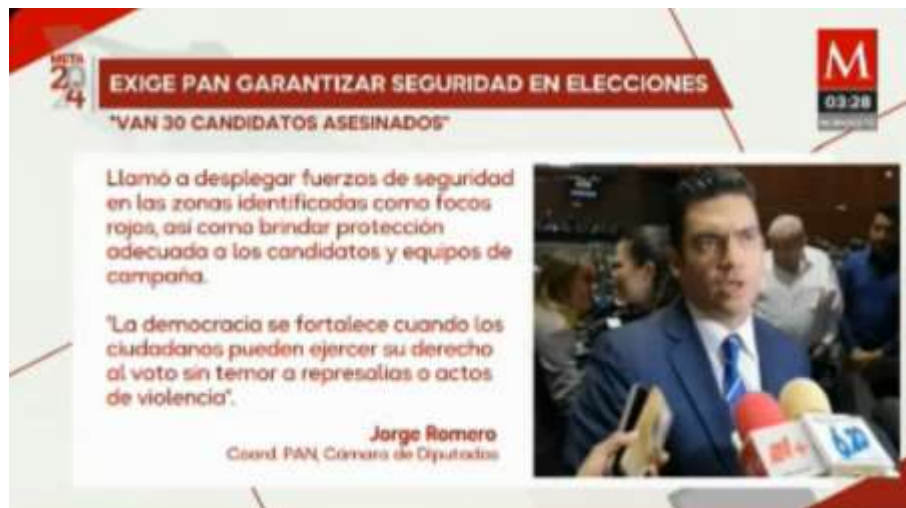 META
20
24
EXIGE PAN GARANTIZAR SEGURIDAD EN ELECCIONES
"VAN 30 CANDIDATOS ASESINADOS"
M
03:28
Llamó a desplegar fuerzas de seguridad
en las zonas identificadas como focos
rojos, así como brindar protección
adecuada a los candidatos y equipos de
campaña.
"La democracia se fortalece cuando los
ciudadanos pueden ejercer su derecho
al voto sin temor a represalias o actos
de violencia".
Jorge Romero
Coord. PAN, Cámara de Diputados